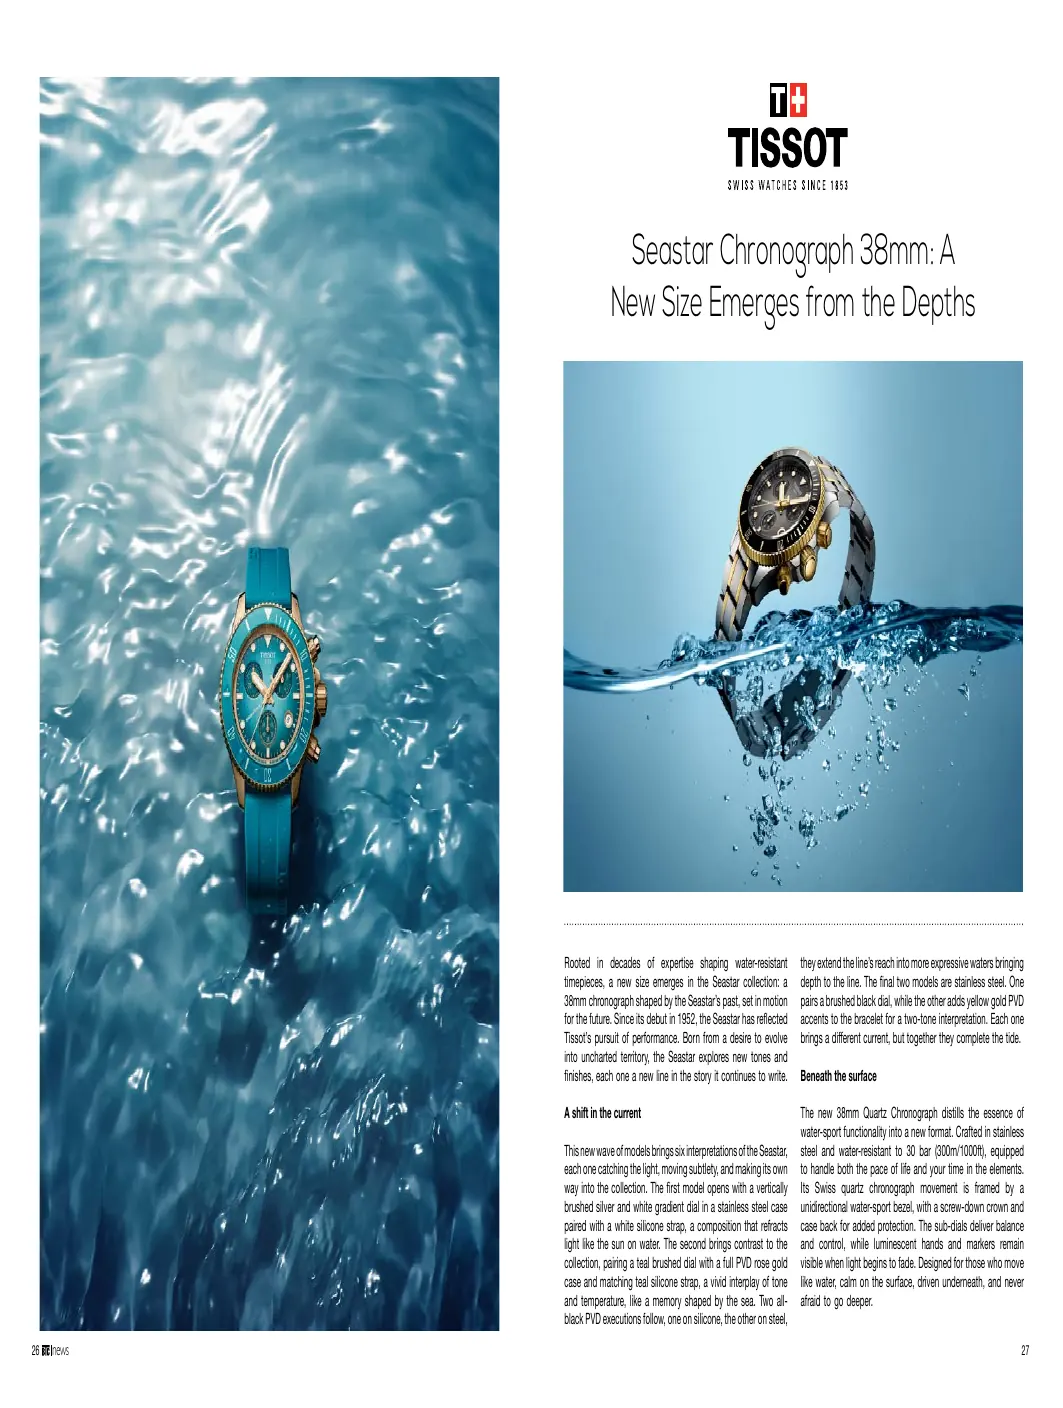 T+
TISSOT
SWISS WATCHES SINCE 1853
Seastar Chronograph 38mm: A
New Size Emerges from the Depths
TISSOT
Rooted in decades of expertise shaping water-resistant
timepieces, a new size emerges in the Seastar collection: a
38mm chronograph shaped by the Seastar's past, set in motion
for the future. Since its debut in 1952, the Seastar has reflected
Tissot's pursuit of performance. Born from a desire to evolve
into uncharted territory, the Seastar explores new tones and
finishes, each one a new line in the story it continues to write.
A shift in the current
This new wave of models brings six interpretations of the Seastar,
each one catching the light, moving subtlety, and making its own
way into the collection. The first model opens with a vertically
brushed silver and white gradient dial in a stainless steel case
paired with a white silicone strap, a composition that refracts
light like the sun on water. The second brings contrast to the
collection, pairing a teal brushed dial with a full PVD rose gold
case and matching teal silicone strap, a vivid interplay of tone
and temperature, like a memory shaped by the sea. Two all-
black PVD executions follow, one on silicone, the other on steel,
they extend the line's reach into more expressive waters bringing
depth to the line. The final two models are stainless steel. One
pairs a brushed black dial, while the other adds yellow gold PVD
accents to the bracelet for a two-tone interpretation. Each one
brings a different current, but together they complete the tide.
Beneath the surface
The new 38mm Quartz Chronograph distills the essence of
water-sport functionality into a new format. Crafted in stainless
steel and water-resistant to 30 bar (300m/1000ft), equipped
to handle both the pace of life and your time in the elements.
Its Swiss quartz chronograph movement is framed by a
unidirectional water-sport bezel, with a screw-down crown and
case back for added protection. The sub-dials deliver balance
and control, while luminescent hands and markers remain
visible when light begins to fade. Designed for those who move
like water, calm on the surface, driven underneath, and never
afraid to go deeper.
26 news
27